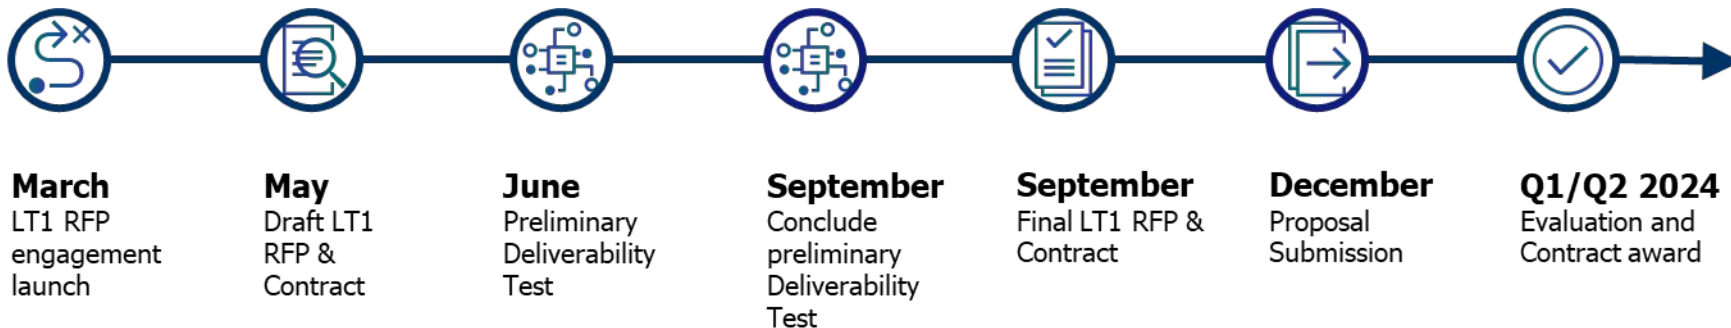 March
LT1 RFP
engagement
launch
May
Draft LT1
RFP &
Contract
June
Preliminary
Deliverability
Test
September
Conclude
preliminary
Deliverability
Test
September
Final LT1 RFP &
Contract
December
Proposal
Submission
Q1/Q2 2024
Evaluation and
Contract award